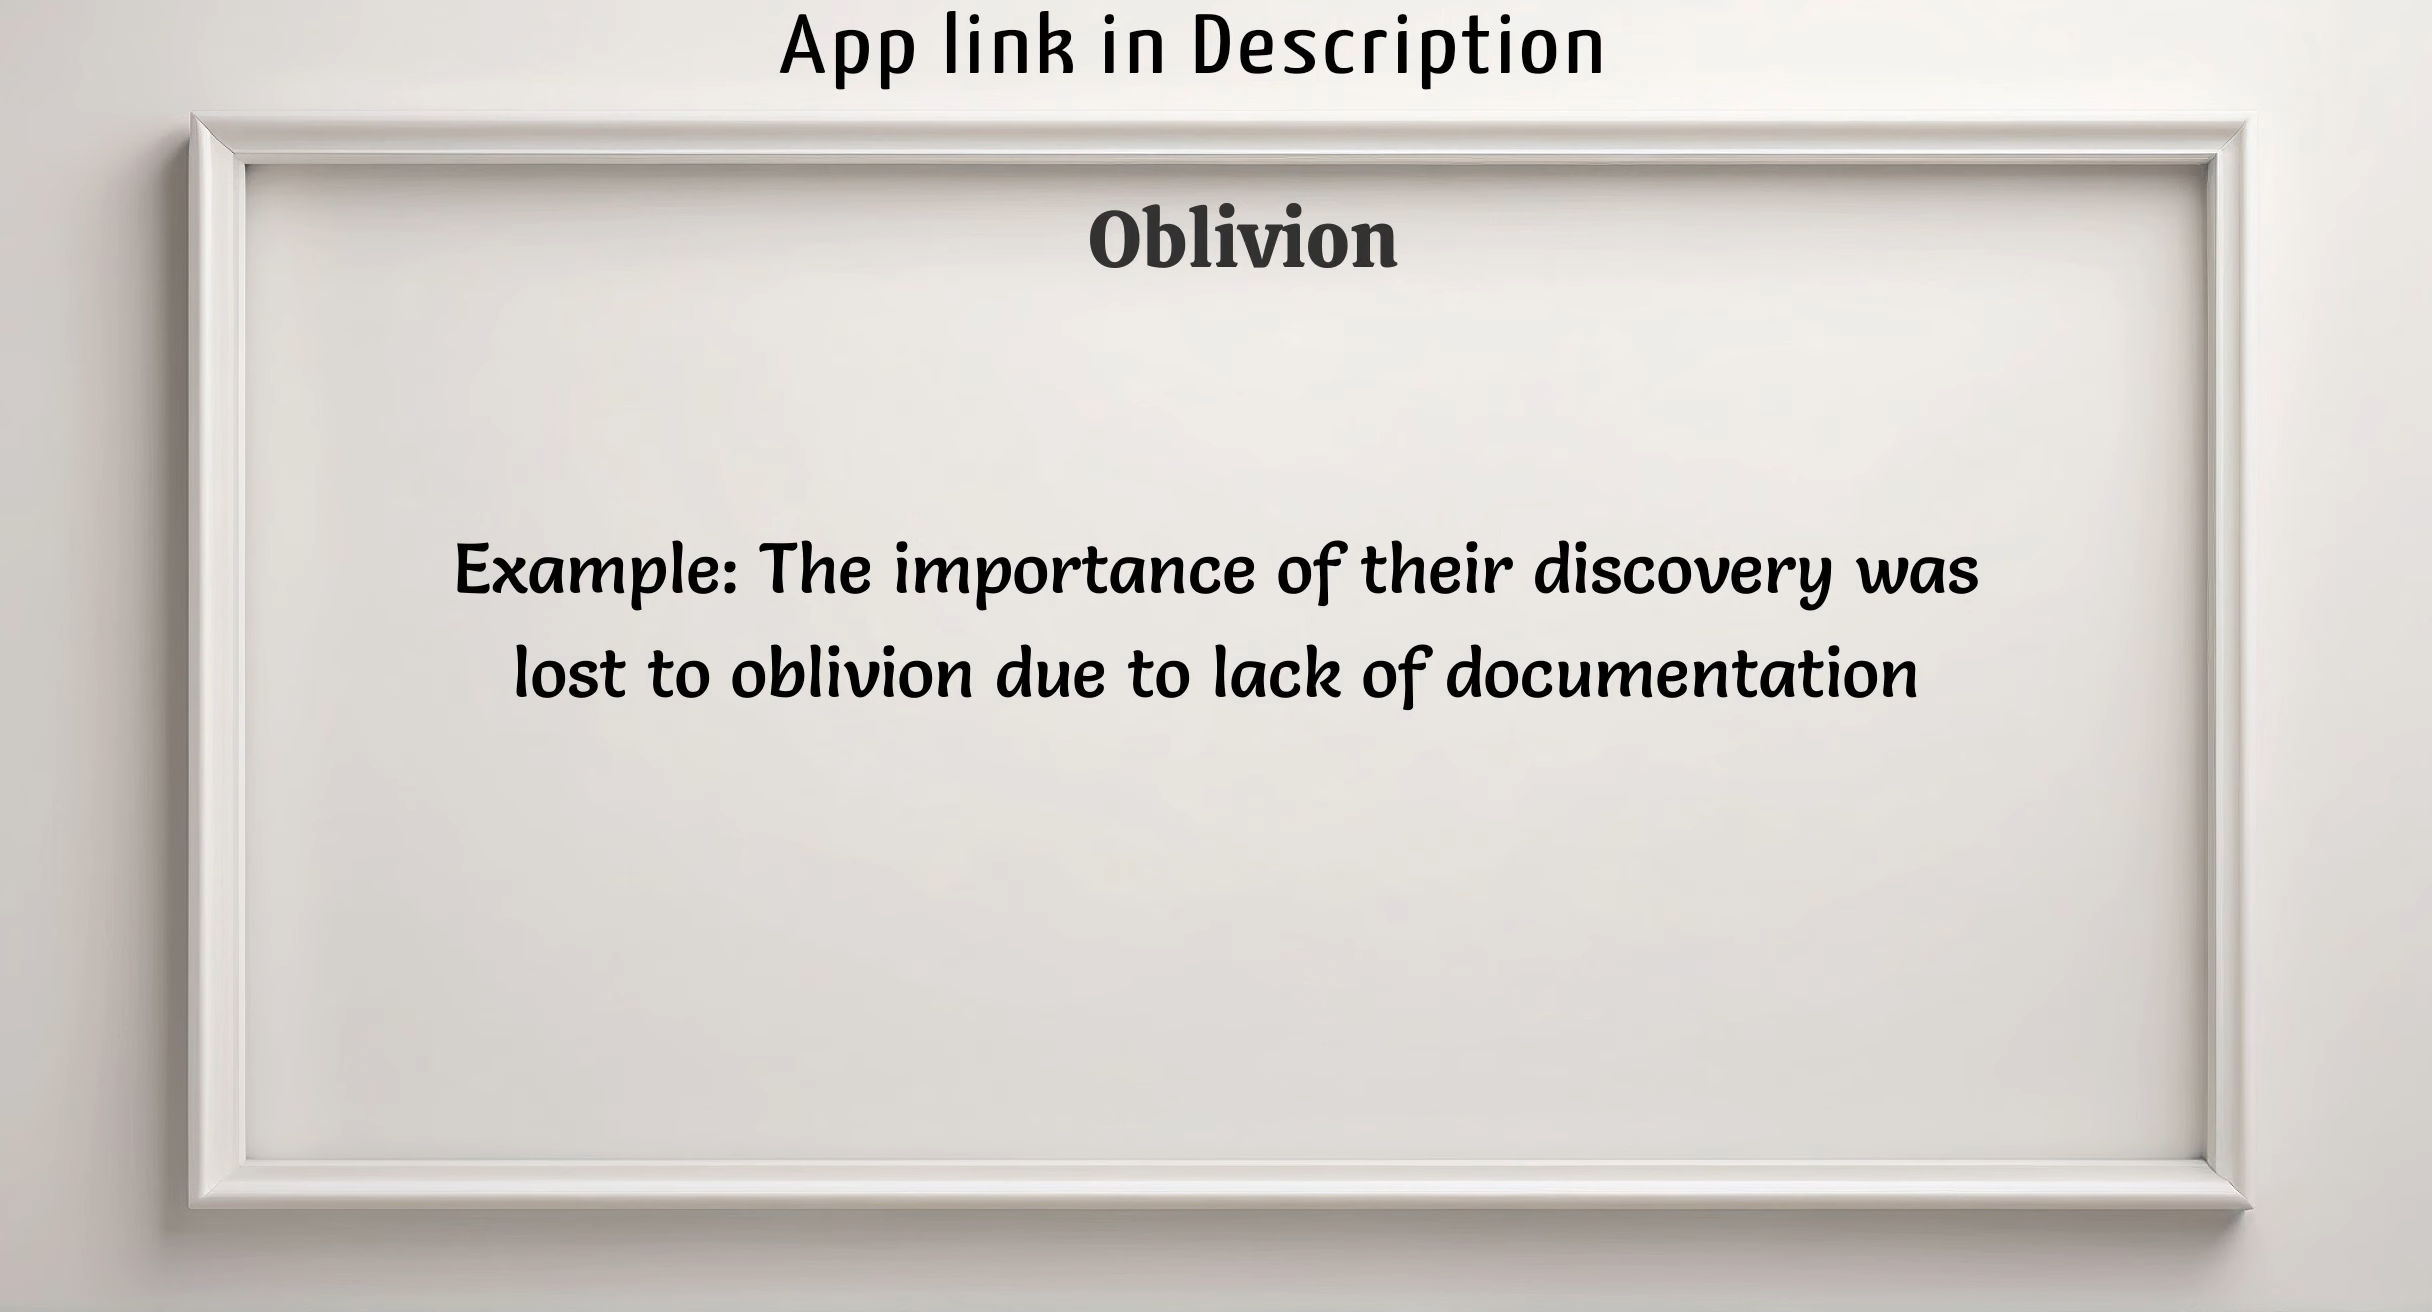 App link in Description
Oblivion
Example: The importance of their discovery was
lost to oblivion due to lack of documentation